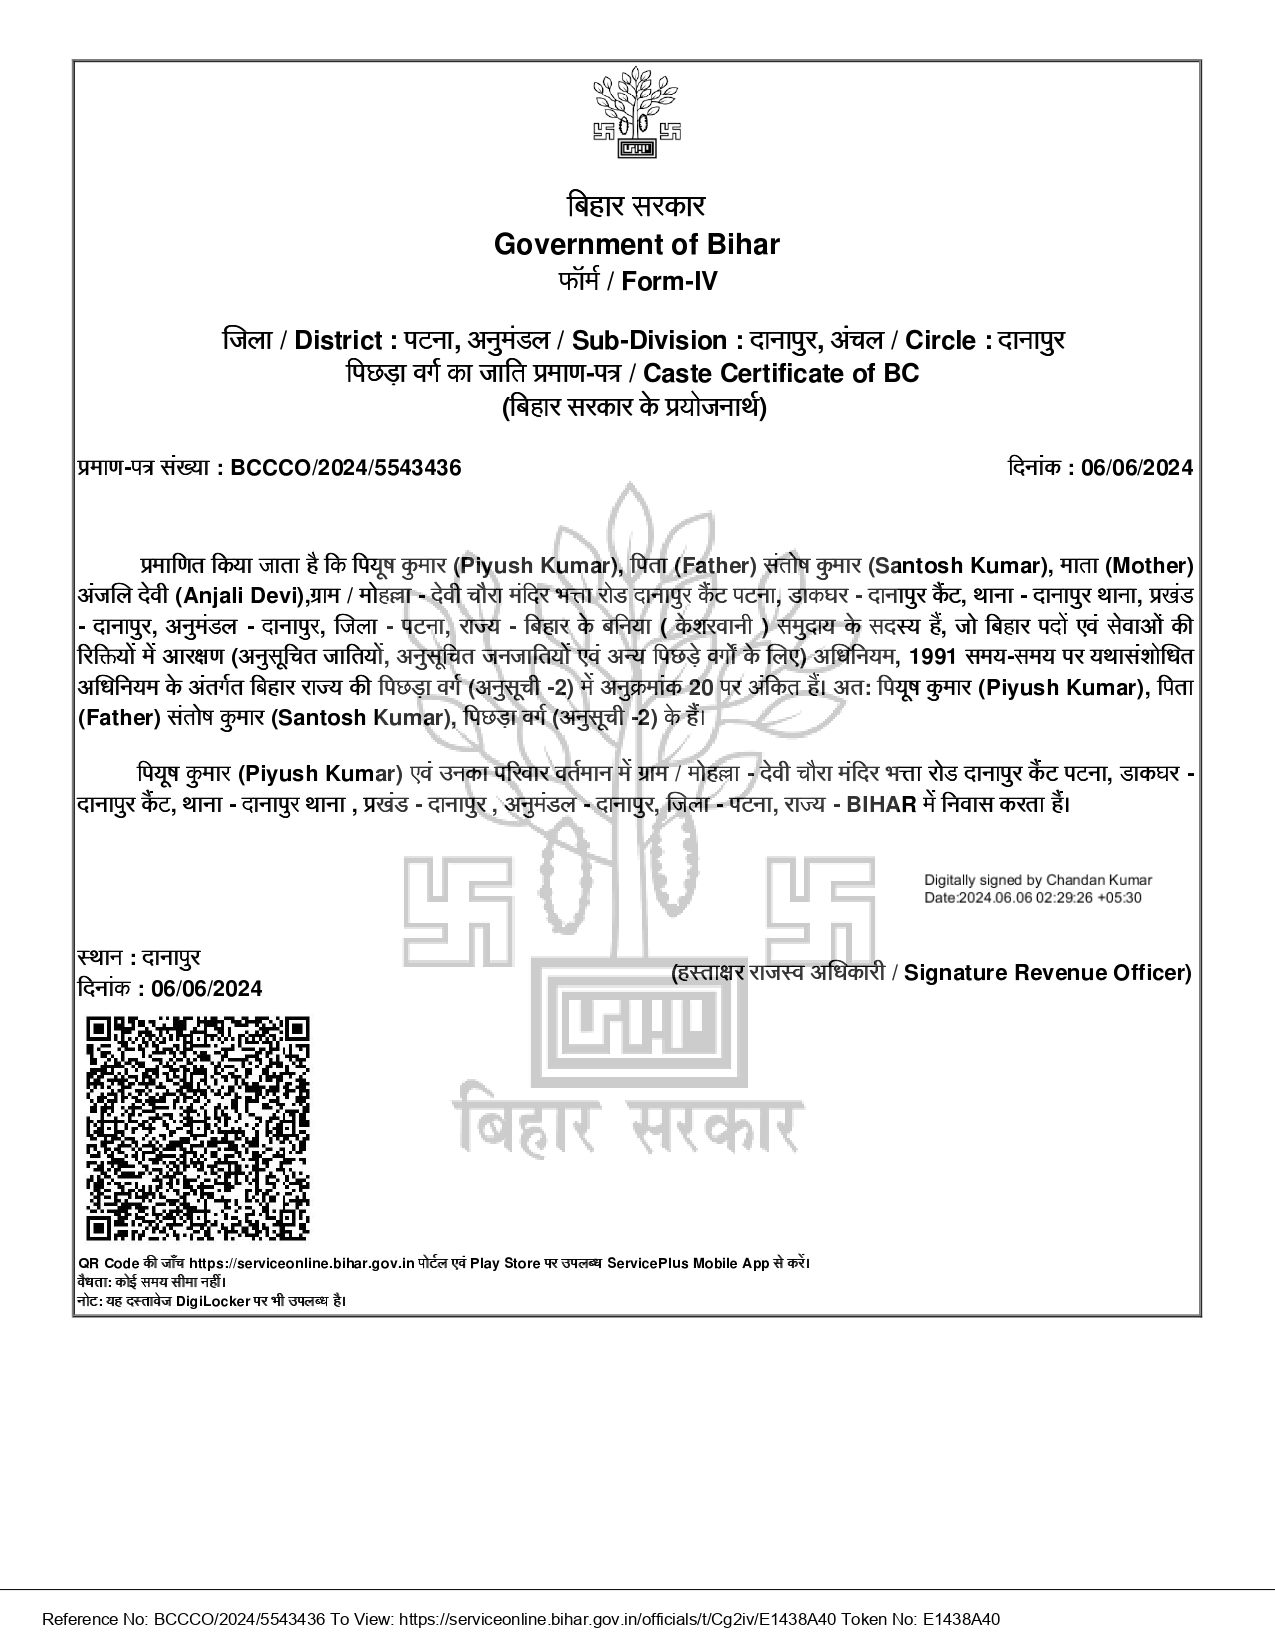 बिहार सरकार
Government of Bihar
फॉर्म / Form-IV
जिला / District : पटना, अनुमंडल / Sub-Division : दानापुर, अंचल / Circle : दानापुर
पिछड़ा वर्ग का जाति प्रमाण-पत्र / Caste Certificate of BC
(बिहार सरकार के प्रयोजनार्थ)
प्रमाण-पत्र संख्या : BCCCO/2024/5543436 दिनांक : 06/06/2024
प्रमाणित किया जाता है कि पियूष कुमार (Piyush Kumar), पिता (Father) संतोष कुमार (Santosh Kumar), माता (Mother)
अंजलि देवी (Anjali Devi),ग्राम / मोहल्ला - देवी चौरा मंदिर भत्ता रोड दानापुर कैंट पटना, डाकघर - दानापुर कैंट, थाना - दानापुर थाना, प्रखंड
- दानापुर, अनुमंडल - दानापुर, जिला - पटना, राज्य - बिहार के बनिया ( केशरवानी ) समुदाय के सदस्य हैं, जो बिहार पदों एवं सेवाओं की
रिक्तियों में आरक्षण (अनुसूचित जातियों, अनुसूचित जनजातियों एवं अन्य पिछड़े वर्गों के लिए) अधिनियम, 1991 समय-समय पर यथासंशोधित
अधिनियम के अंतर्गत बिहार राज्य की पिछड़ा वर्ग (अनुसूची -2) में अनुक्रमांक 20 पर अंकित हैं। अत: पियूष कुमार (Piyush Kumar), पिता
(Father) संतोष कुमार (Santosh Kumar), पिछड़ा वर्ग (अनुसूची -2) के हैं।
पियूष कुमार (Piyush Kumar) एवं उनका परिवार वर्तमान में ग्राम / मोहल्ला - देवी चौरा मंदिर भत्ता रोड दानापुर कैंट पटना, डाकघर -
दानापुर कैंट, थाना - दानापुर थाना , प्रखंड - दानापुर , अनुमंडल - दानापुर, जिला - पटना, राज्य - BIHAR में निवास करता हैं।
Digitally signed by Chandan Kumar
Date:2024.06.06 02:29:26 +05:30
स्थान : दानापुर
(हस्ताक्षर राजस्व अधिकारी / Signature Revenue Officer)
दिनांक : 06/06/2024
बिहार सरकार
QR Code की जाँच https://serviceonline.bihar.gov.in पोर्टल एवं Play Store पर उपलब्ध ServicePlus Mobile App से करें।
वैधता: कोई समय सीमा नहीं।
नोट: यह दस्तावेज DigiLocker पर भी उपलब्ध है।
Reference No: BCCCO/2024/5543436 To View: https://serviceonline.bihar.gov.in/officials/t/Cg2iv/E1438A40 Token No: E1438A40